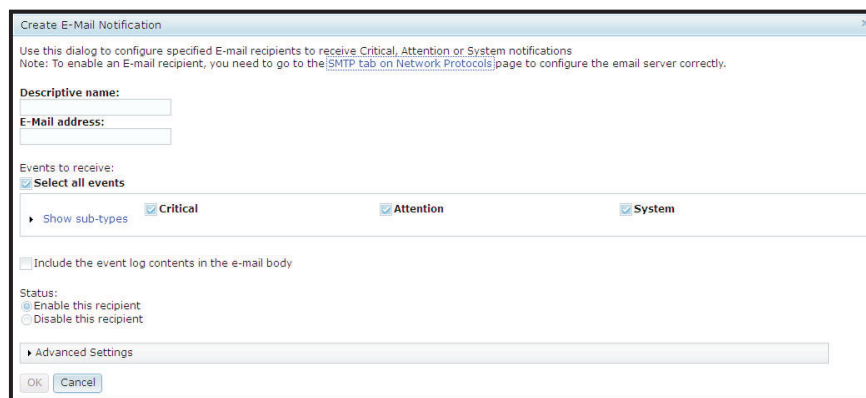 Create E-Mail Notification
Use this dialog to configure specified E-mail recipients to receive Critical, Attention or System notifications
Note: To enable an E-mail recipient, you need to go to the SMTP tab on Network Protocols page to configure the email server correctly.
Descriptive name:
E-Mail address:
Events to receive:
Select all events
Show sub-types Critical Attention System
Include the event log contents in the e-mail body
Status:
Enable this recipient
Disable this recipient
Advanced Settings
OK Cancel